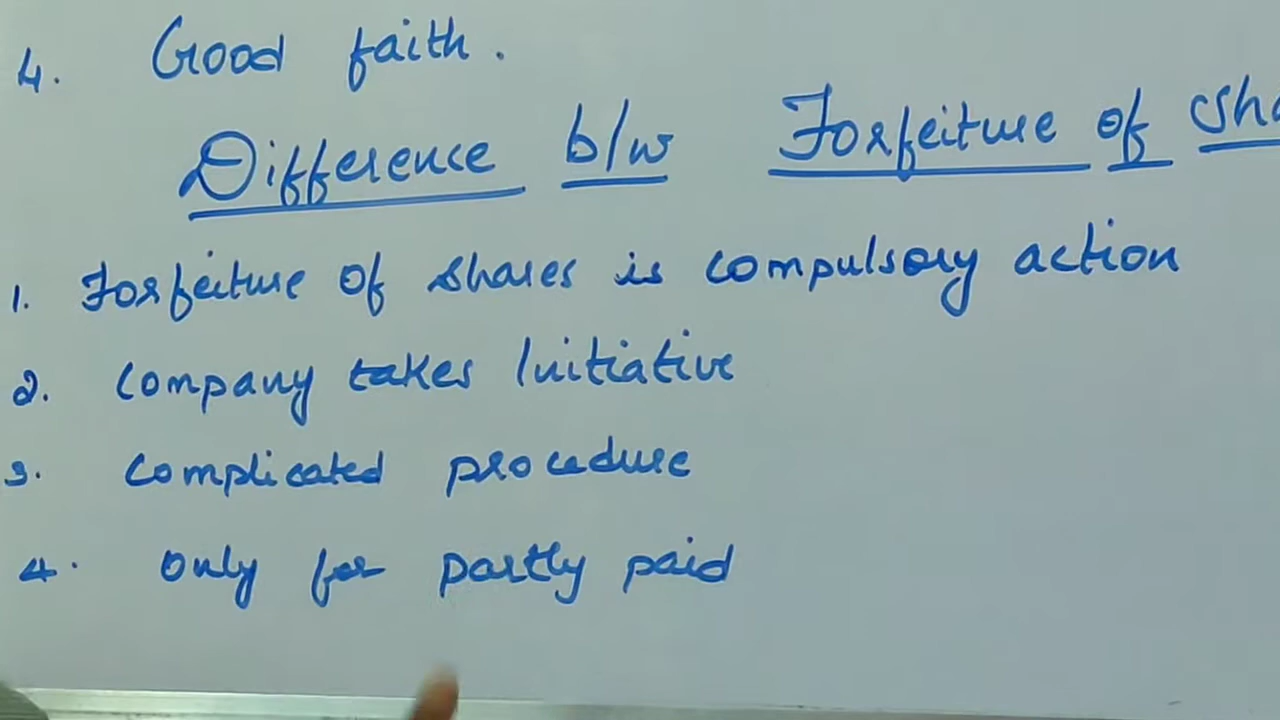 4. Good faith.
Difference b/w Forfeiture of Sha
1. Forfeiture of shares is compulsory action
2. Company takes Initiative
3. Complicated procedure
4. Only for partly paid